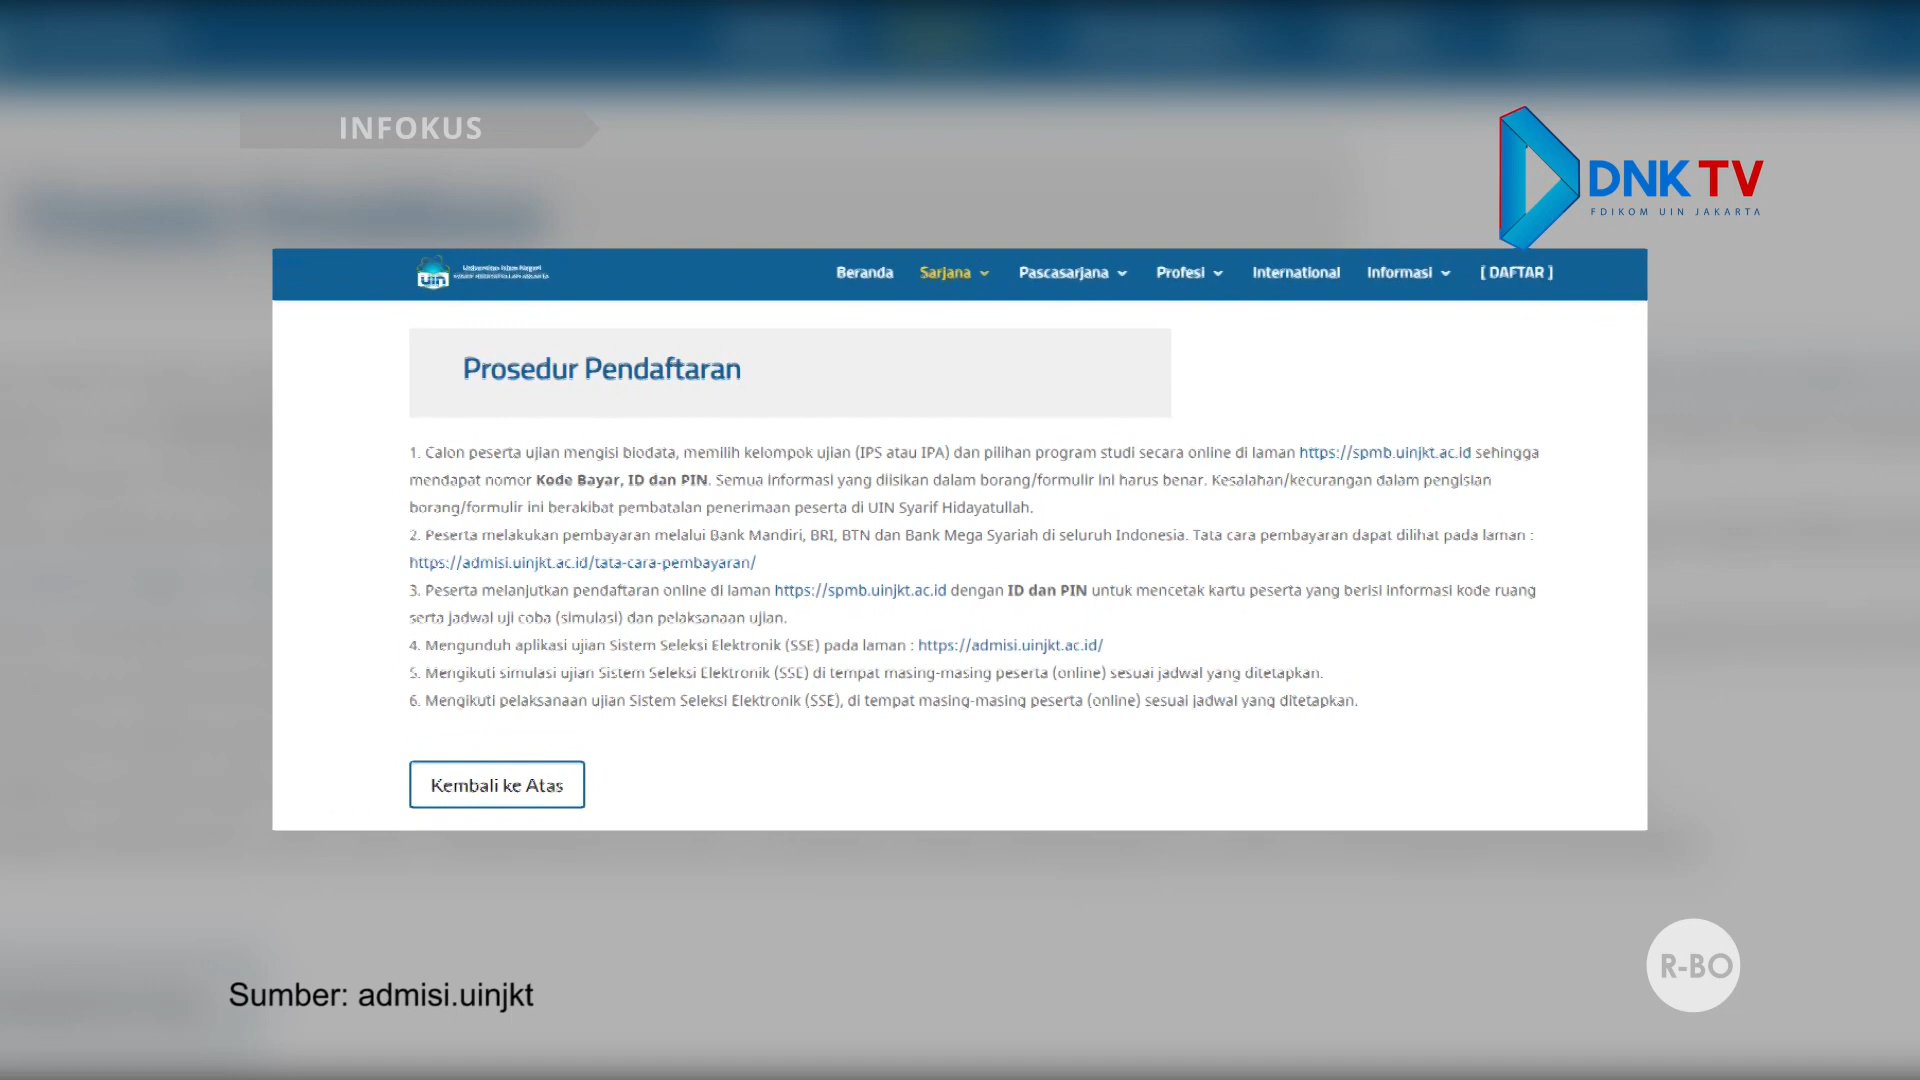 INFOKUS
DNK TV
FDIKOM UIN JAKARTA
uin
Universitas Islam Negeri
SYARIF HIDAYATULLAH JAKARTA
Beranda Sarjana Pascasarjana Profesi International Informasi [ DAFTAR ]
Prosedur Pendaftaran
1. Calon peserta ujian mengisi biodata, memilih kelompok ujian (IPS atau IPA) dan pilihan program studi secara online di laman https://spmb.uinjkt.ac.id sehingga
mendapat nomor Kode Bayar, ID dan PIN. Semua informasi yang diisikan dalam borang/formulir ini harus benar. Kesalahan/kecurangan dalam pengisian
borang/formulir ini berakibat pembatalan penerimaan peserta di UIN Syarif Hidayatullah.
2. Peserta melakukan pembayaran melalui Bank Mandiri, BRI, BTN dan Bank Mega Syariah di seluruh Indonesia. Tata cara pembayaran dapat dilihat pada laman :
https://admisi.uinjkt.ac.id/tata-cara-pembayaran/
3. Peserta melanjutkan pendaftaran online di laman https://spmb.uinjkt.ac.id dengan ID dan PIN untuk mencetak kartu peserta yang berisi informasi kode ruang
serta jadwal uji coba (simulasi) dan pelaksanaan ujian.
4. Mengunduh aplikasi ujian Sistem Seleksi Elektronik (SSE) pada laman : https://admisi.uinjkt.ac.id/
5. Mengikuti simulasi ujian Sistem Seleksi Elektronik (SSE) di tempat masing-masing peserta (online) sesuai jadwal yang ditetapkan.
6. Mengikuti pelaksanaan ujian Sistem Seleksi Elektronik (SSE), di tempat masing-masing peserta (online) sesuai jadwal yang ditetapkan.
Kembali ke Atas
R-BO
Sumber: admisi.uinjkt